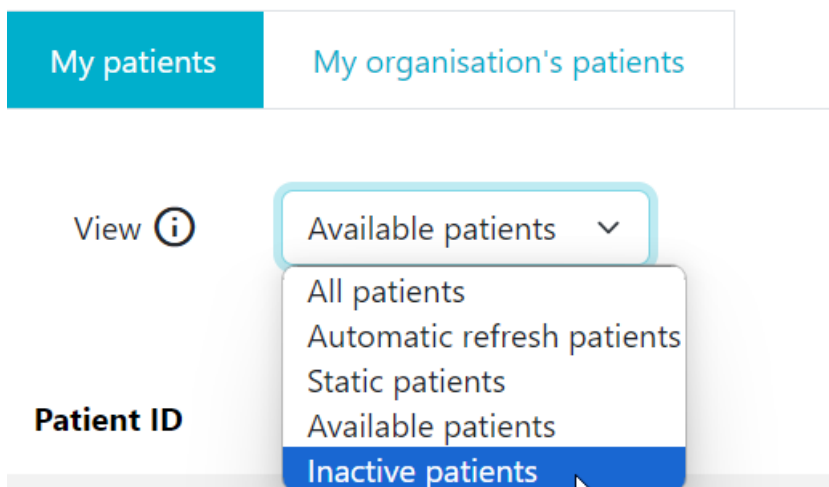 My patients
My organisation's patients
View
Available patients
All patients
Automatic refresh patients
Static patients
Available patients
Inactive patients
Patient ID